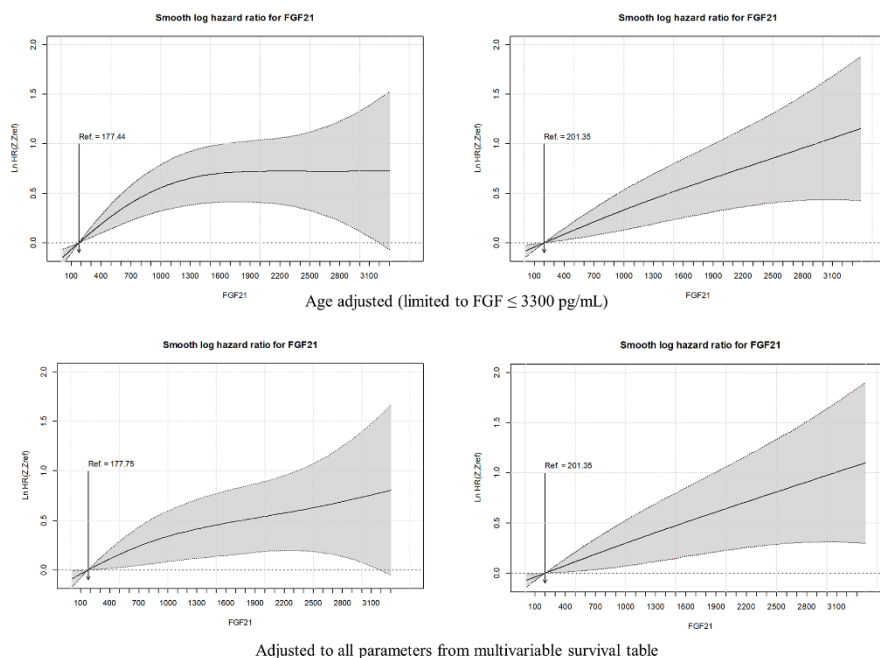 Smooth log hazard ratio for FGF21
Ln HR(Z,Zref)
2.0
1.5
1.0
0.5
0.0
Ref. = 177.44
100 400 700 1000 1300 1600 1900 2200 2500 2800 3100
FGF21
Smooth log hazard ratio for FGF21
Ln HR(Z,Zref)
2.0
1.5
1.0
0.5
0.0
Ref. = 201.35
100 400 700 1000 1300 1600 1900 2200 2500 2800 3100
FGF21
Age adjusted (limited to FGF ≤ 3300 pg/mL)
Smooth log hazard ratio for FGF21
Ln HR(Z,Zref)
2.0
1.5
1.0
0.5
0.0
Ref. = 177.75
100 400 700 1000 1300 1600 1900 2200 2500 2800 3100
FGF21
Smooth log hazard ratio for FGF21
Ln HR(Z,Zref)
2.0
1.5
1.0
0.5
0.0
Ref. = 201.35
100 400 700 1000 1300 1600 1900 2200 2500 2800 3100
FGF21
Adjusted to all parameters from multivariable survival table